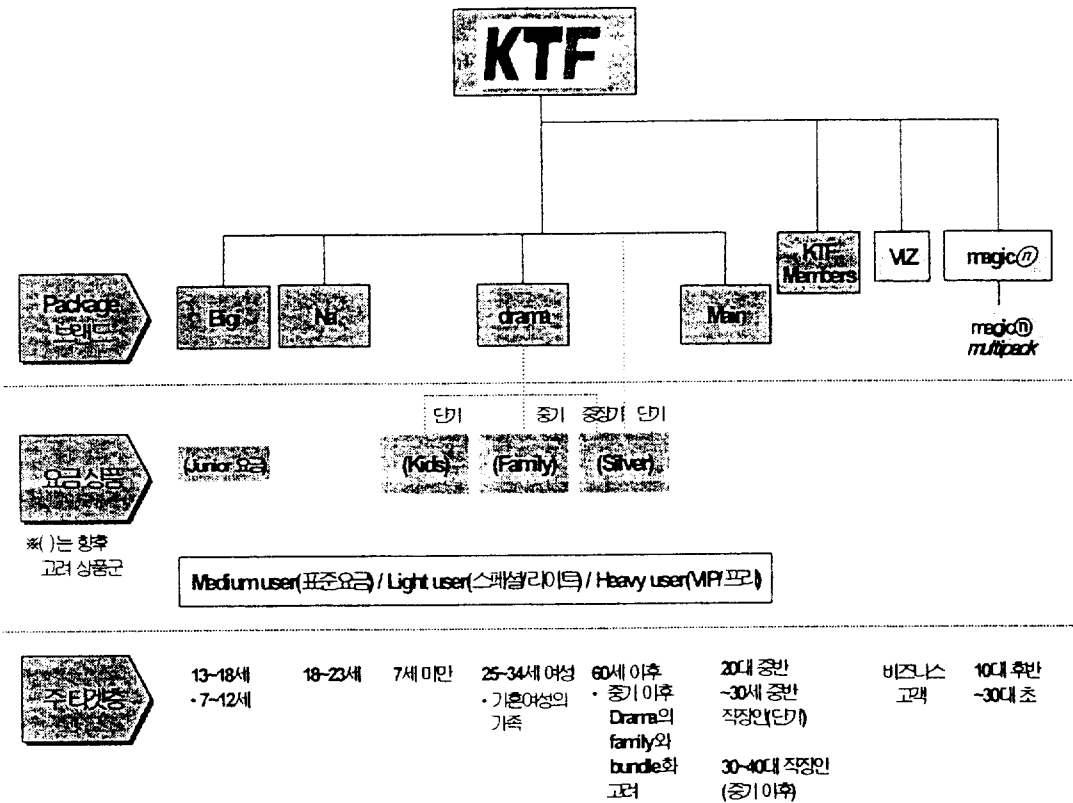 KTF
KTF
Members
VIZ
magicⓝ
Package
브랜드
Bigi
Na
drama
Main
magicⓝ
multipack
단기
중기
중장기
단기
요금상품
(Junior 요금)
(Kids)
(Family)
(Silver)
※( )는 향후
고려 상품군
Medium user(표준요금) / Light user(스페셜/라이트) / Heavy user(VIP/프리)
주 타겟층
13~18세
• 7~12세
18~23세
7세 미만
25~34세 여성
• 기혼여성의
가족
60세 이후
• 중기 이후
Drama의
family와
bundle화
고려
20대 중반
~30세 중반
직장인(단기)
30~40대 직장인
(중기 이후)
비즈니스
고객
10대 후반
~30대 초